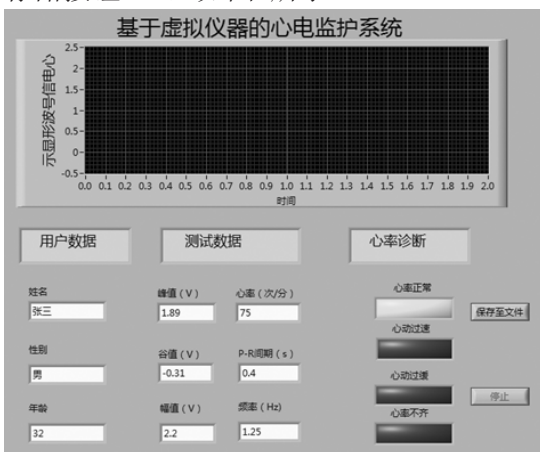 基于虚拟仪器的心电监护系统
示显形波号信电心
2.5
2
1.5
1
0.5
0
-0.5
0.0 0.1 0.2 0.3 0.4 0.5 0.6 0.7 0.8 0.9 1.0 1.1 1.2 1.3 1.4 1.5 1.6 1.7 1.8 1.9 2.0
时间
用户数据 测试数据 心率诊断
姓名 峰值(V) 心率(次/分) 心率正常
张三 1.89 75 保存至文件
心动过速
性别 谷值(V) P-R间期(s)
男 -0.31 0.4 心动过缓
停止
年龄 幅值(V) 频率(Hz) 心率不齐
32 2.2 1.25